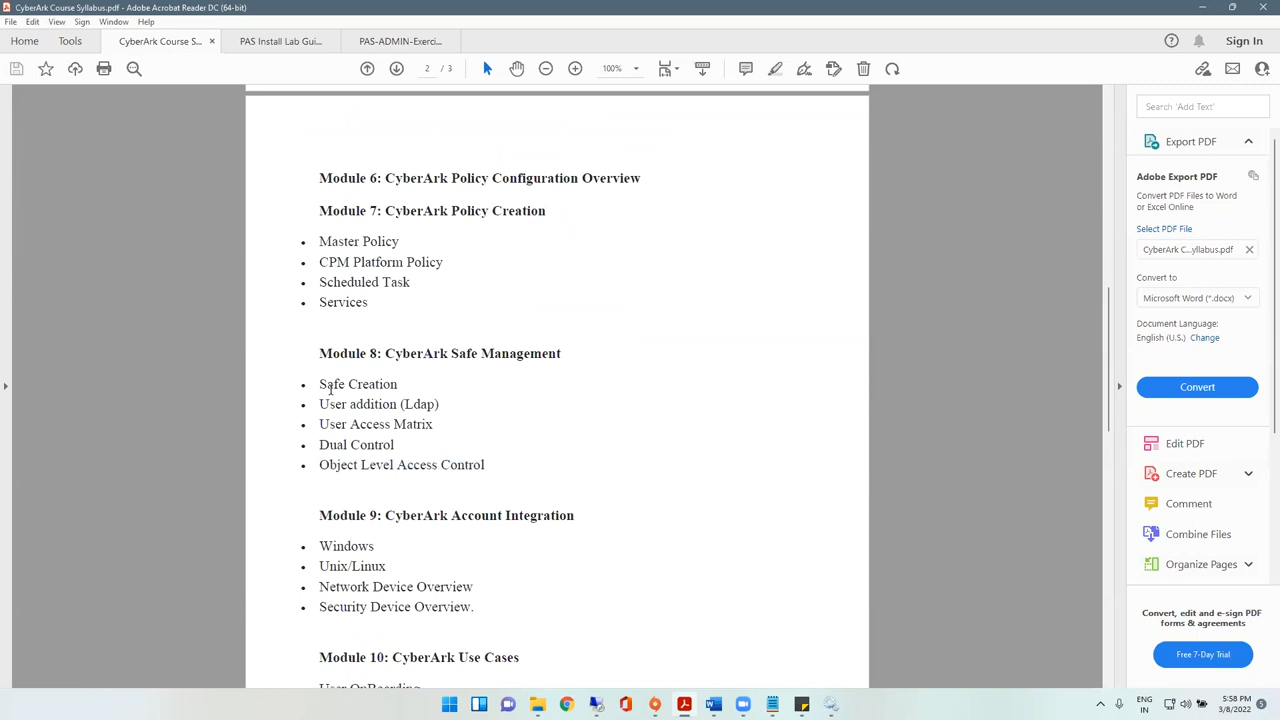 CyberArk Course Syllabus.pdf - Adobe Acrobat Reader DC (64-bit)
File Edit View Sign Window Help
Home Tools CyberArk Course S... × PAS Install Lab Gui... PAS-ADMIN-Exerci... Sign In
2 / 3 100%
Module 6: CyberArk Policy Configuration Overview
Module 7: CyberArk Policy Creation
• Master Policy
• CPM Platform Policy
• Scheduled Task
• Services
Module 8: CyberArk Safe Management
• Safe Creation
• User addition (Ldap)
• User Access Matrix
• Dual Control
• Object Level Access Control
Module 9: CyberArk Account Integration
• Windows
• Unix/Linux
• Network Device Overview
• Security Device Overview.
Module 10: CyberArk Use Cases
User OnBoarding
Search 'Add Text'
Export PDF
Adobe Export PDF
Convert PDF Files to Word
or Excel Online
Select PDF File
CyberArk C...yllabus.pdf
Convert to
Microsoft Word (*.docx)
Document Language:
English (U.S.) Change
Convert
Edit PDF
Create PDF
Comment
Combine Files
Organize Pages
Convert, edit and e-sign PDF
forms & agreements
Free 7-Day Trial
ENG
IN
5:58 PM
3/8/2022